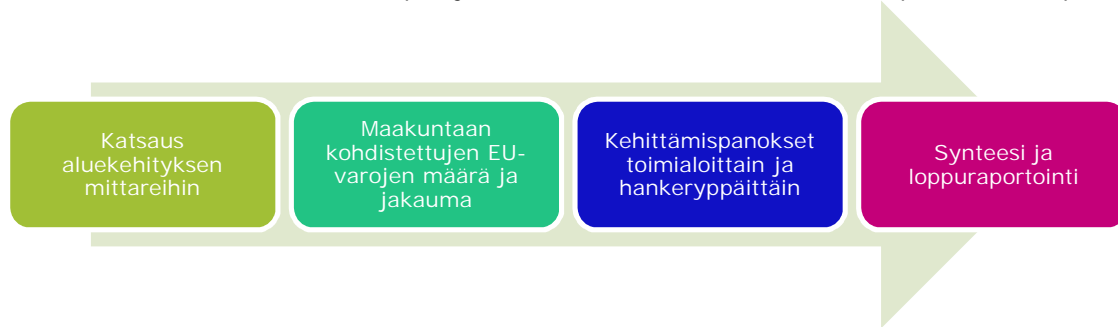 Katsaus
aluekehityksen
mittareihin
Maakuntaan
kohdistettujen EU-
varojen määrä ja
jakauma
Kehittämispanokset
toimialoittain ja
hankeryppäittäin
Synteesi ja
loppuraportointi